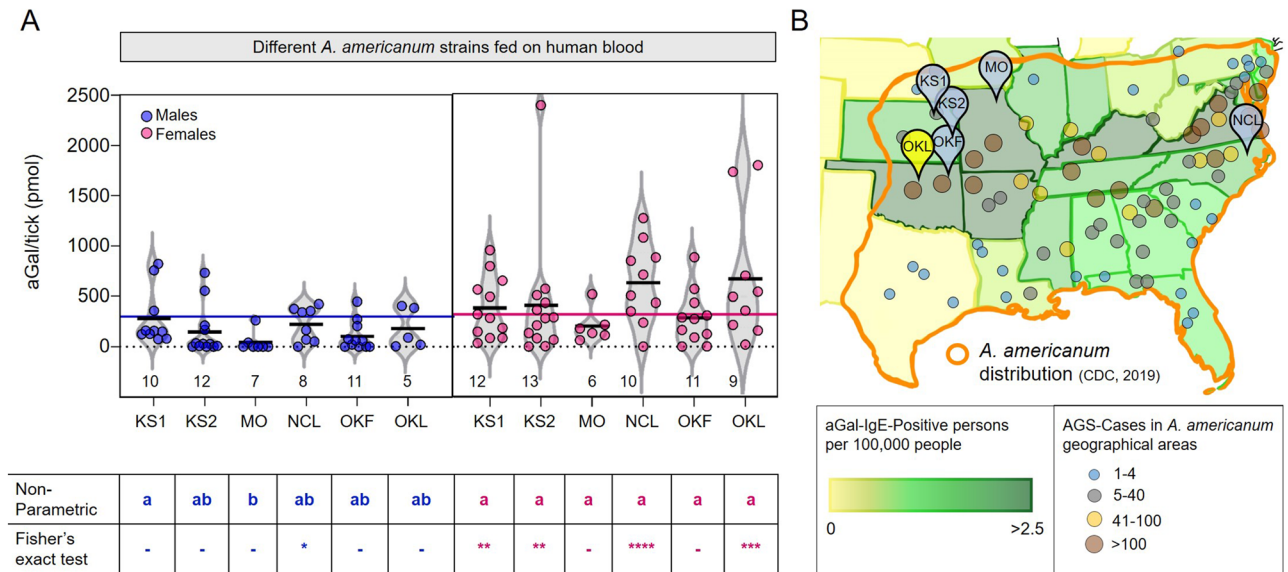 A
Different A. americanum strains fed on human blood
aGal/tick (pmol)
2500
2000
1500
1000
500
0
Males
Females
10 12 7 8 11 5 12 13 6 10 11 9
KS1 KS2 MO NCL OKF OKL KS1 KS2 MO NCL OKF OKL
Non-
Parametric
a ab b ab ab ab a a a a a a
Fisher's
exact test
- - - * - - ** ** - **** - ***
B
MO
KS1
KS2
NCL
OKL
OKF
A. americanum
distribution (CDC, 2019)
aGal-IgE-Positive persons
per 100,000 people
0 >2.5
AGS-Cases in A. americanum
geographical areas
1-4
5-40
41-100
>100